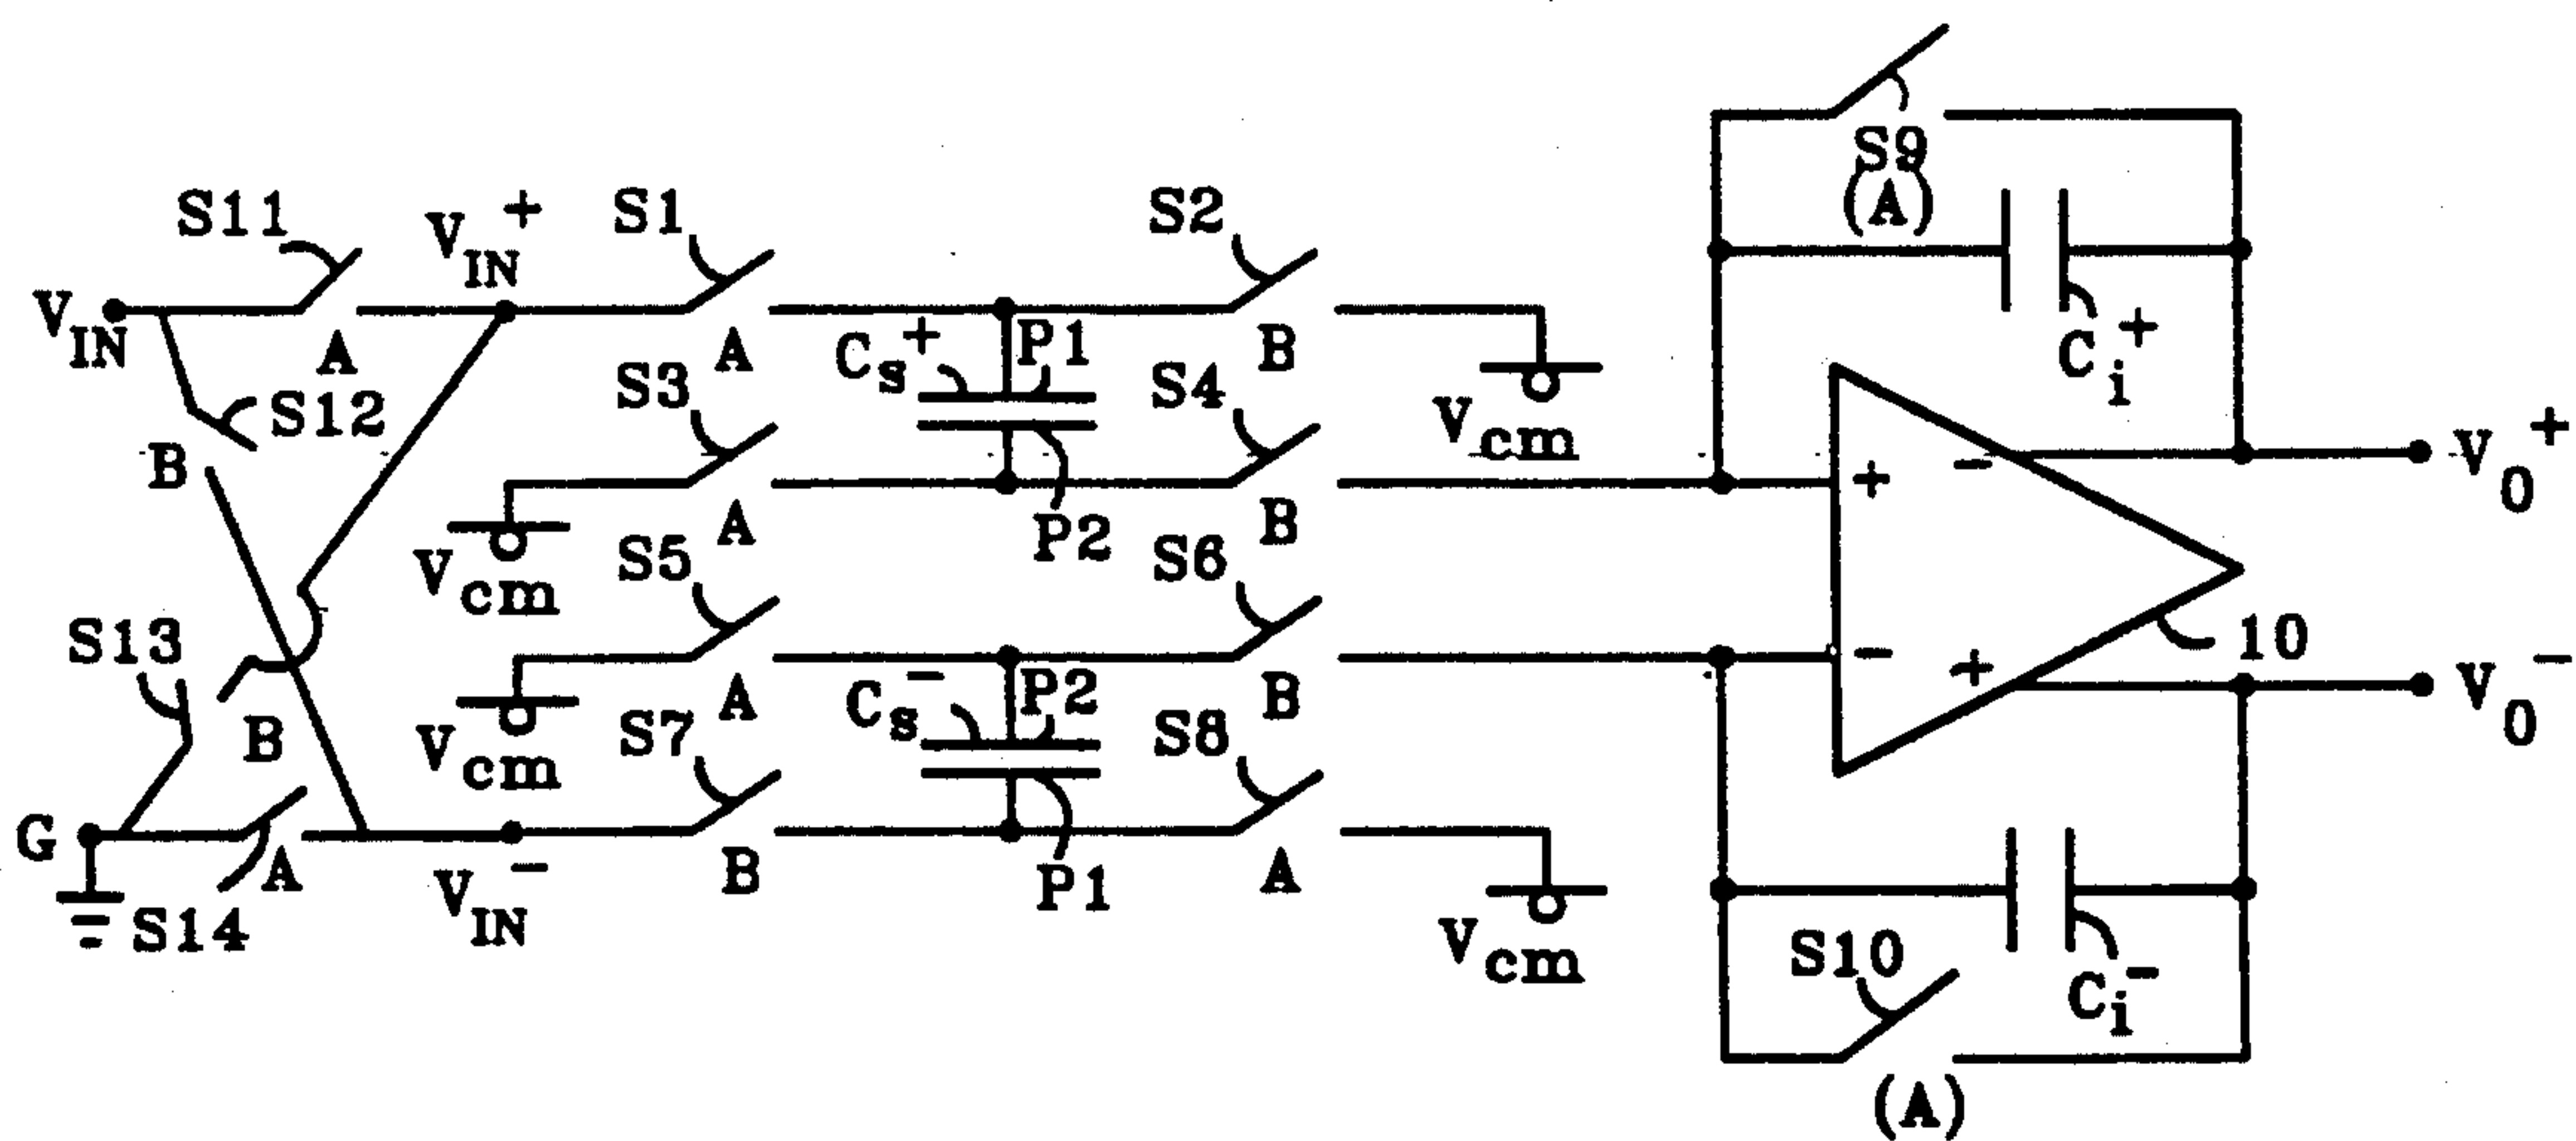 S9
(A)
S11
V_IN^+
S1
S2
V_IN
A
S12
B
A
C_s^+
P1
B
V_cm
C_i^+
S3
S4
V_cm
A
P2
B
+
-
V_0^+
S13
B
S5
S6
V_cm
A
C_s^-
P2
B
-
+
10
V_0^-
S7
S8
G
A
S14
V_IN^-
B
P1
A
V_cm
S10
(A)
C_i^-